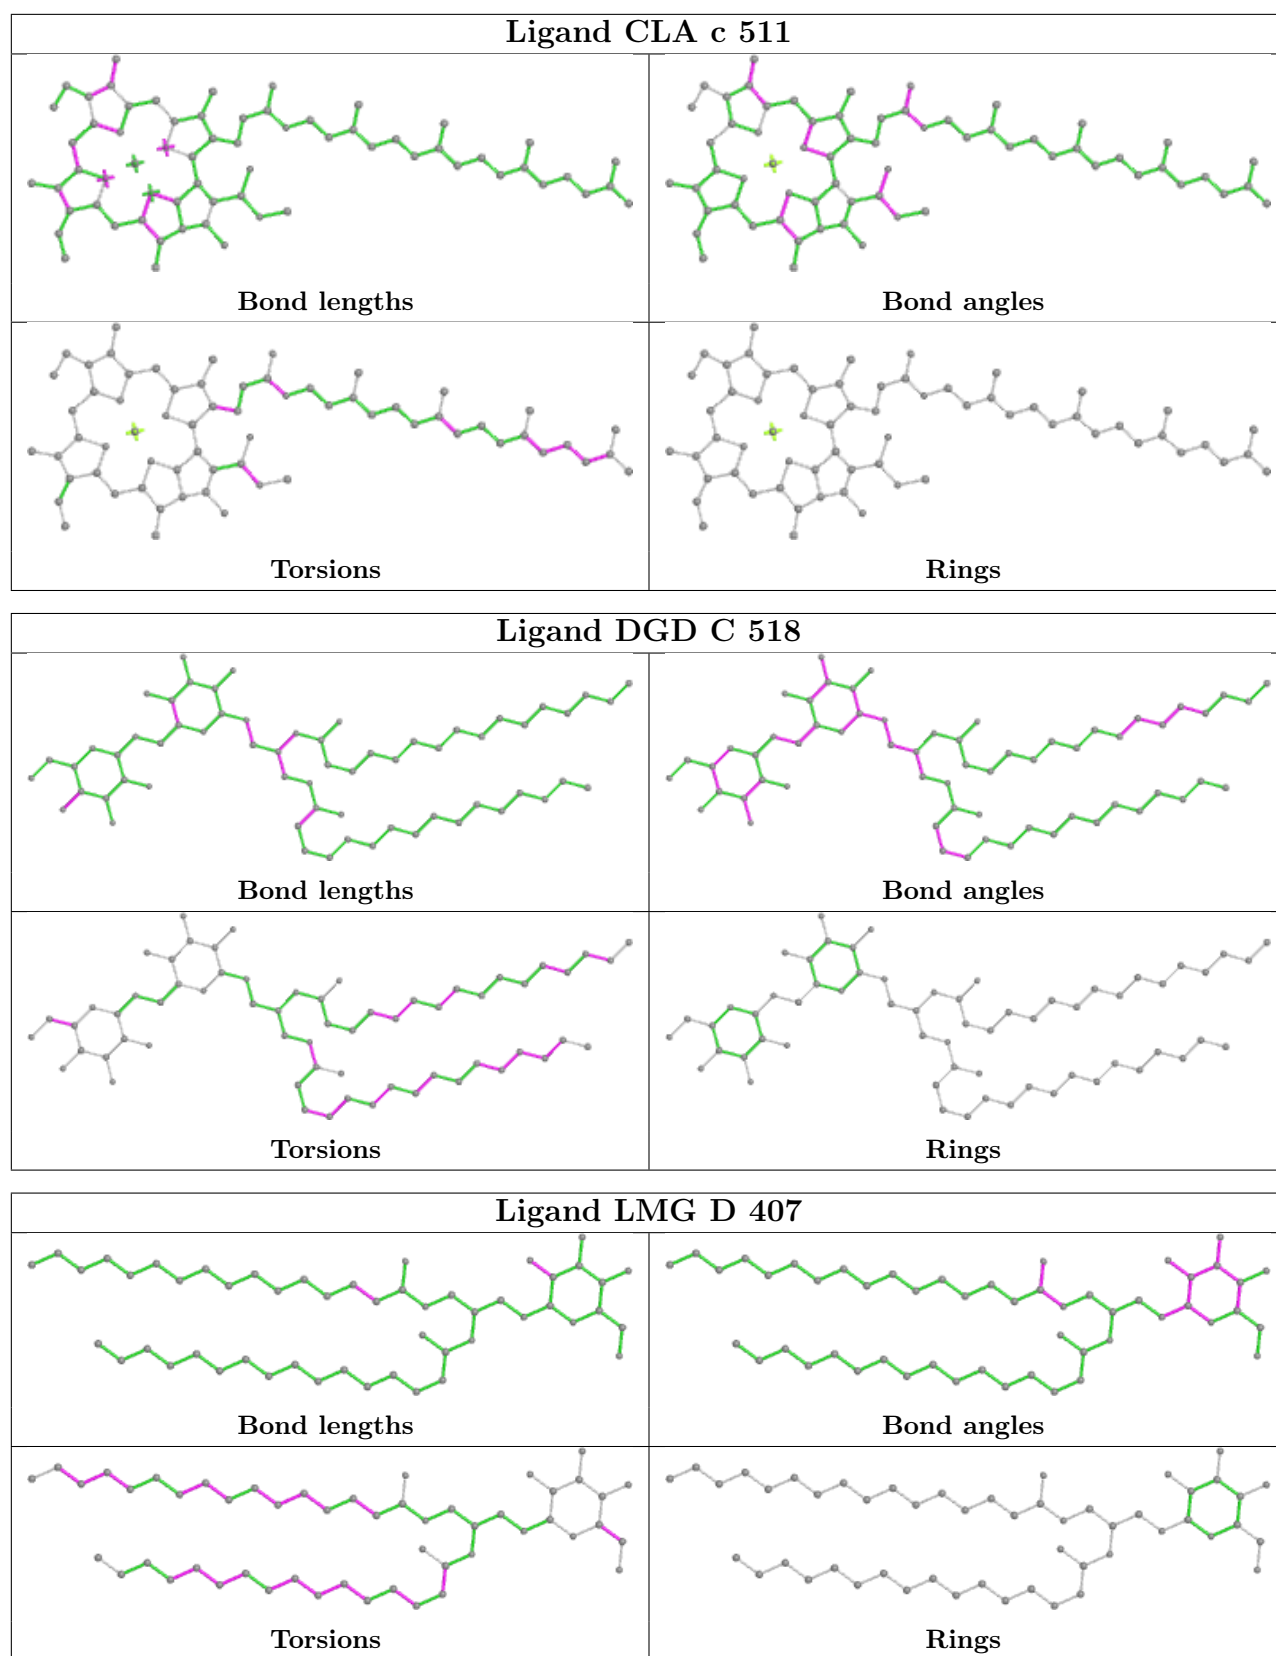 Ligand CLA c 511
Bond lengths
Bond angles
Torsions
Rings
Ligand DGD C 518
Bond lengths
Bond angles
Torsions
Rings
Ligand LMG D 407
Bond lengths
Bond angles
Torsions
Rings